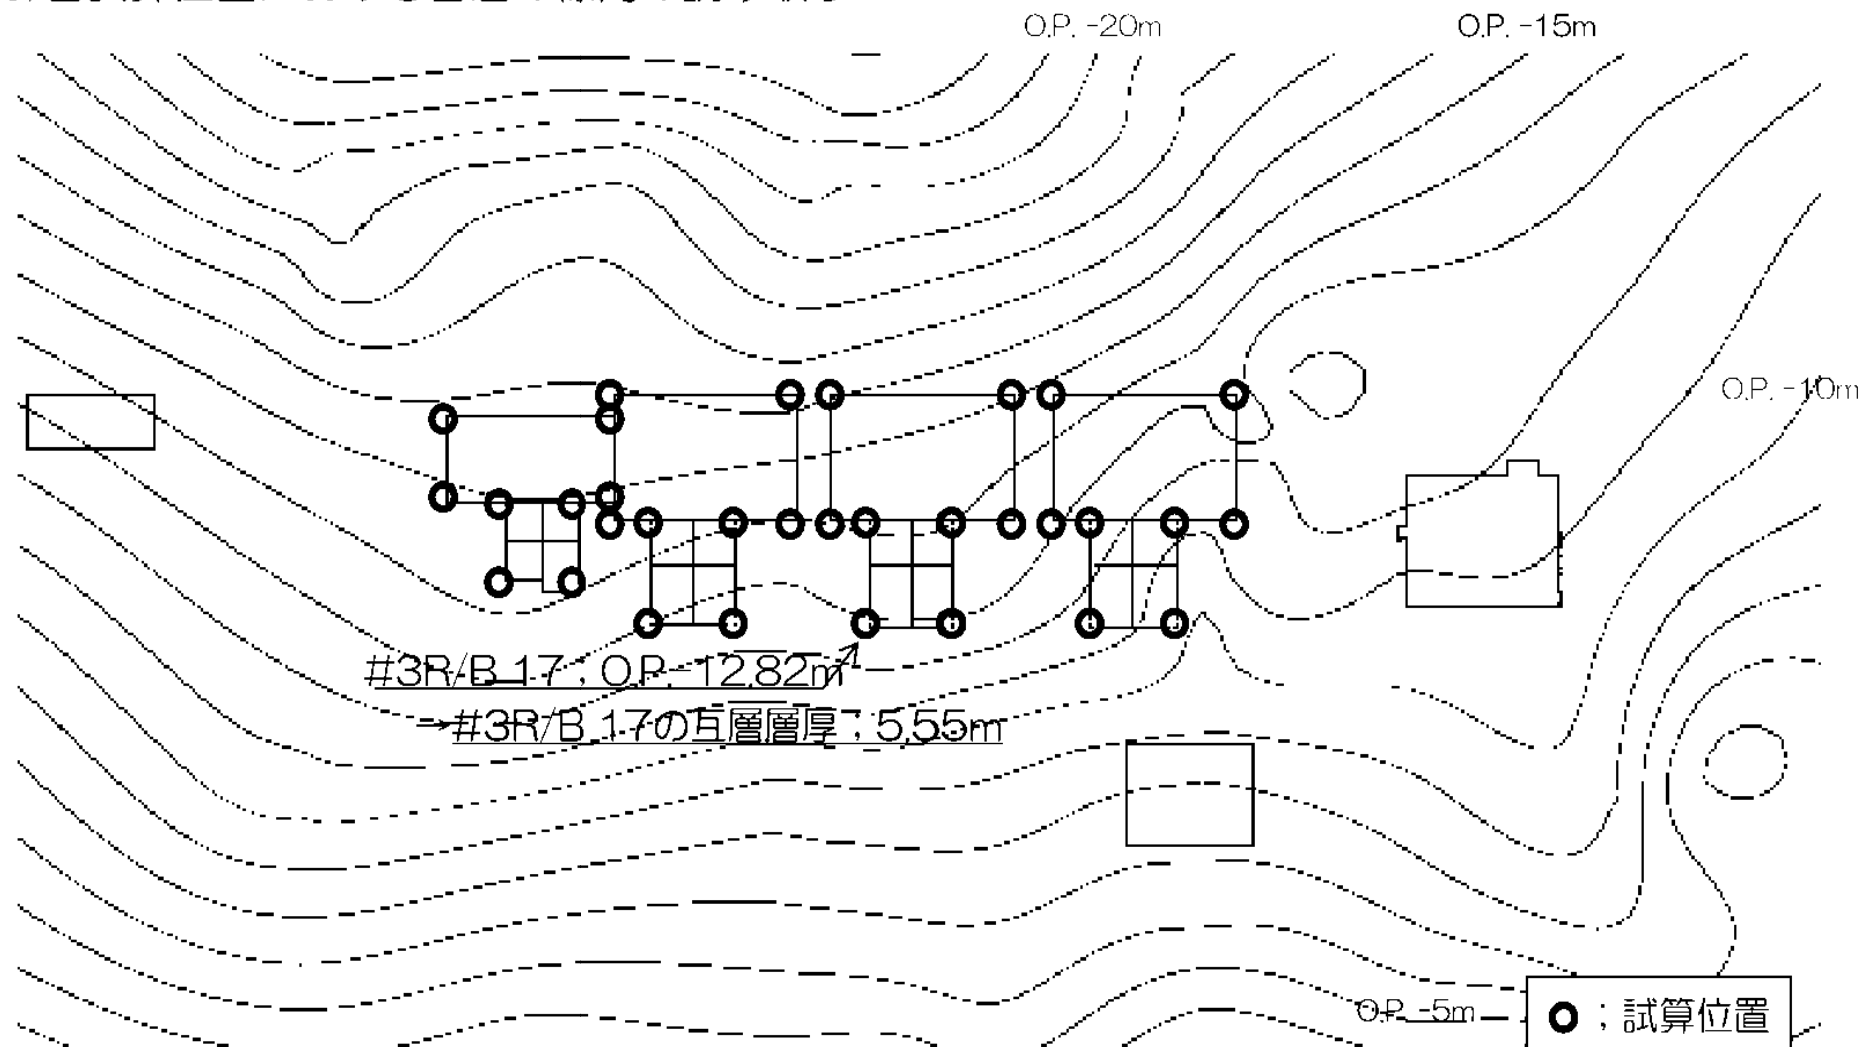 O.P. -20m
O.P. -15m
O.P. -10m
#3R/B 17 ; O.P.-12.82m
→#3R/B 17の互層層厚 ; 5.55m
O.P. -5m
；試算位置